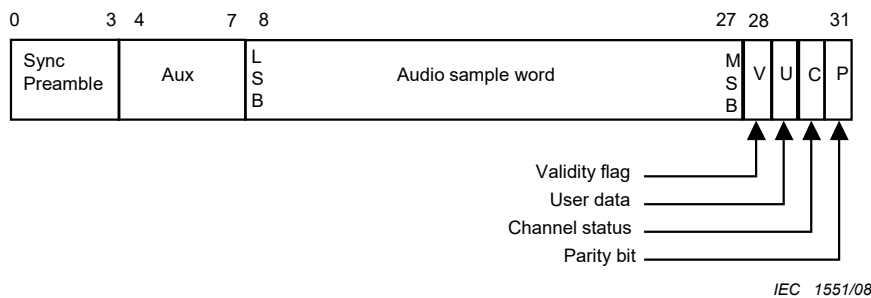 0 3 4 7 8 27 28 31
Sync
Preamble
Aux
L
S
B
Audio sample word
M
S
B
V U C P
Validity flag
User data
Channel status
Parity bit
IEC 1551/08